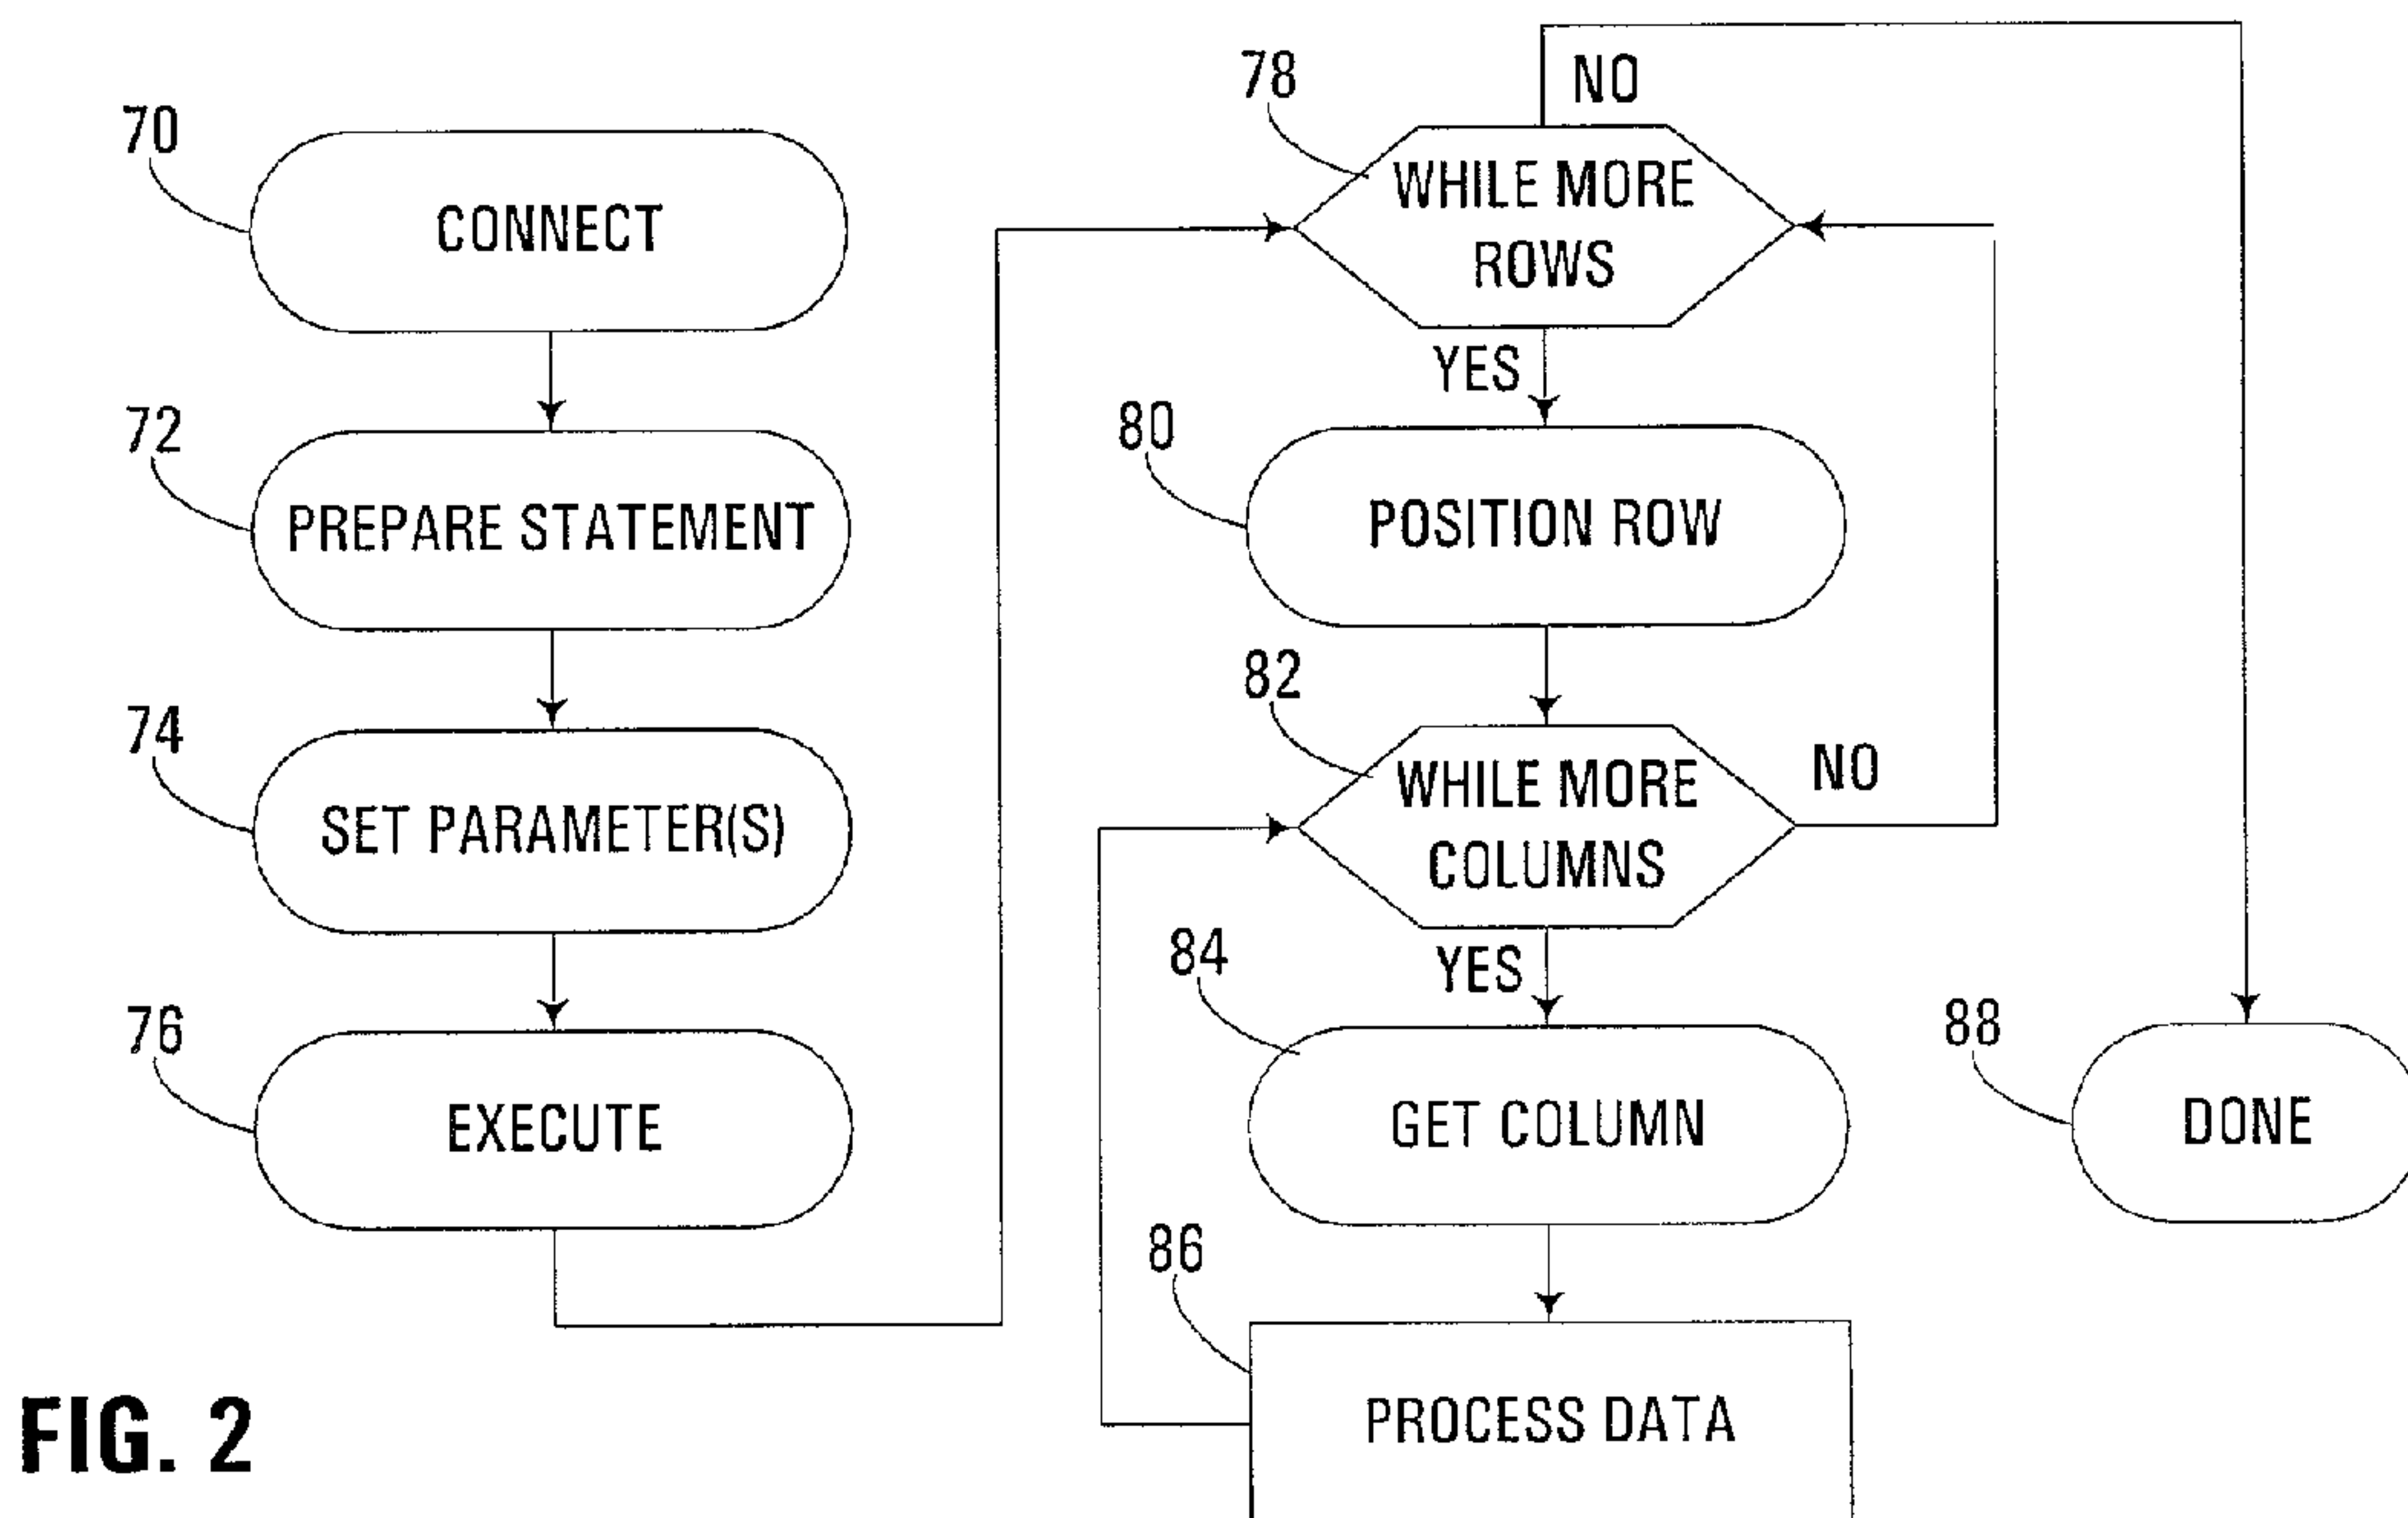 70
CONNECT
72
PREPARE STATEMENT
74
SET PARAMETER(S)
76
EXECUTE
78
NO
WHILE MORE
ROWS
YES
80
POSITION ROW
82
WHILE MORE
COLUMNS
NO
YES
84
GET COLUMN
86
PROCESS DATA
88
DONE
FIG. 2